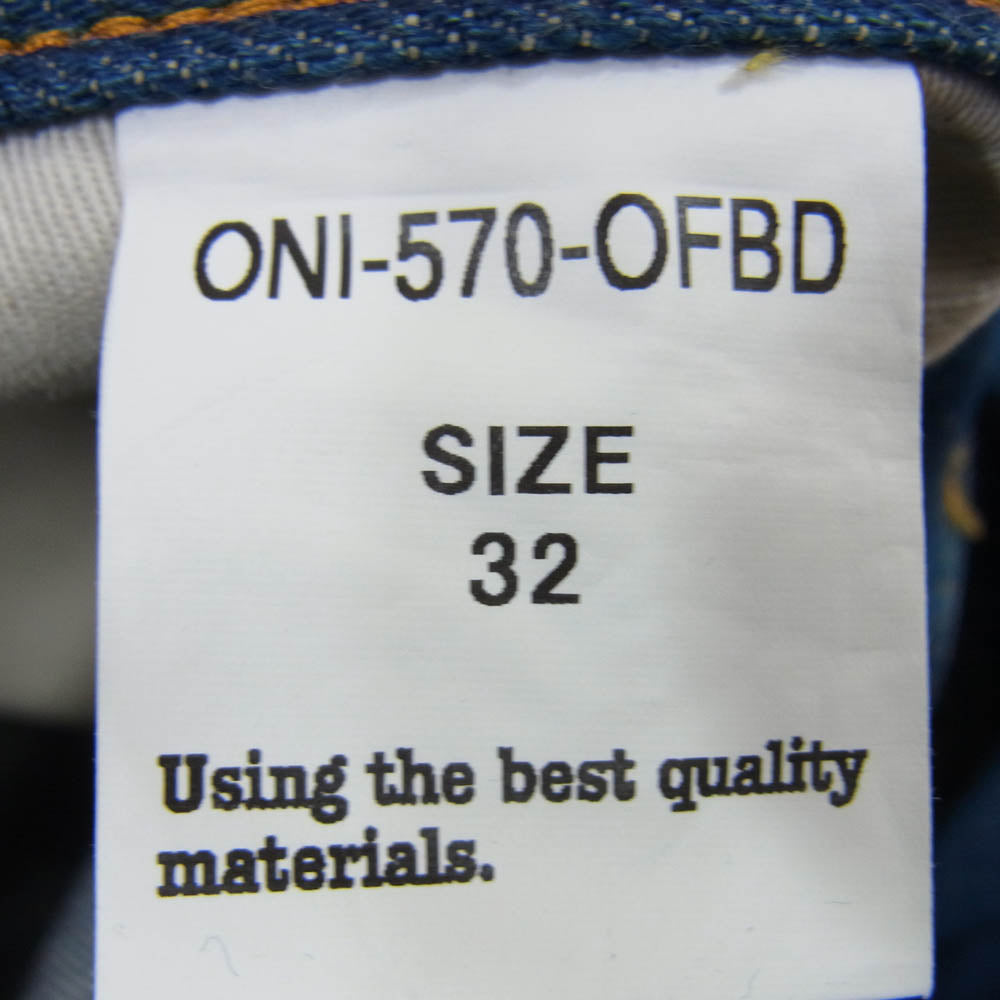 ONI-570-OFBD
SIZE
32
Using the best quality
materials.